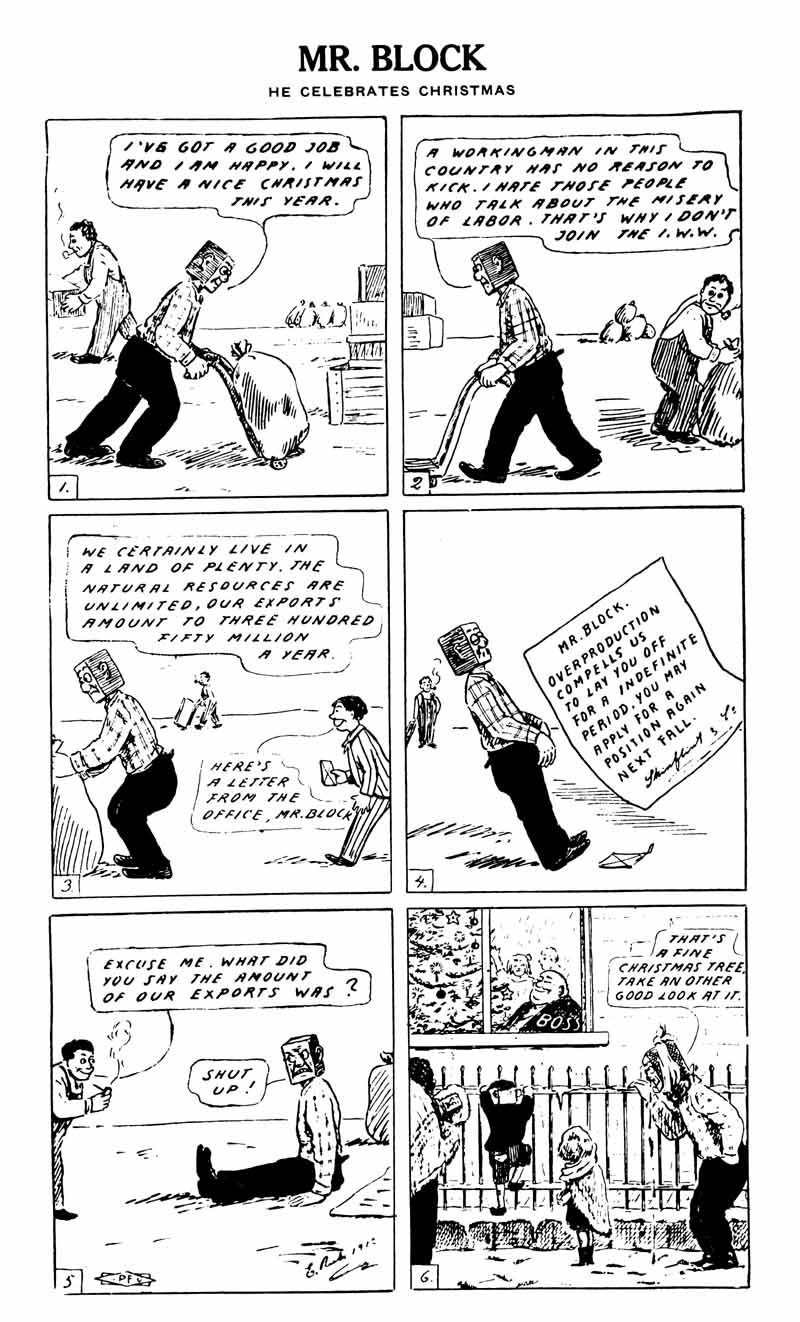 MR. BLOCK
HE CELEBRATES CHRISTMAS
I'VE GOT A GOOD JOB
AND I AM HAPPY. I WILL
HAVE A NICE CHRISTMAS
THIS YEAR.
1.
A WORKINGMAN IN THIS
COUNTRY HAS NO REASON TO
KICK. I HATE THOSE PEOPLE
WHO TALK ABOUT THE MISERY
OF LABOR. THAT'S WHY I DON'T
JOIN THE I.W.W.
2
WE CERTAINLY LIVE IN
A LAND OF PLENTY. THE
NATURAL RESOURCES ARE
UNLIMITED, OUR EXPORTS
AMOUNT TO THREE HUNDRED
FIFTY MILLION
A YEAR.
HERE'S
A LETTER
FROM THE
OFFICE, MR. BLOCK
3.
MR. BLOCK.
OVERPRODUCTION
COMPELLS US
TO LAY YOU OFF
FOR A INDEFINITE
PERIOD. YOU MAY
APPLY FOR A
POSITION AGAIN
NEXT FALL.
Skinflint & Co
4.
EXCUSE ME. WHAT DID
YOU SAY THE AMOUNT
OF OUR EXPORTS WAS?
SHUT
UP!
5
E. Riebe 1912
THAT'S
A FINE
CHRISTMAS TREE.
TAKE AN OTHER
GOOD LOOK AT IT.
BOSS
6.